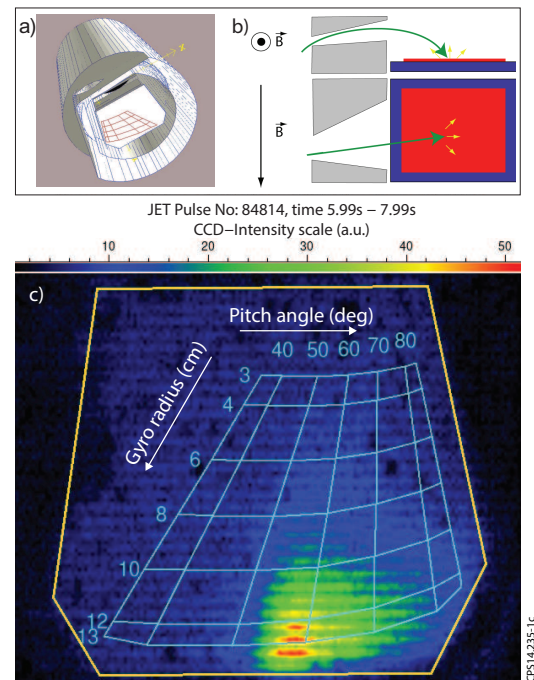 a)
x
b)
B
B
JET Pulse No: 84814, time 5.99s − 7.99s
CCD−Intensity scale (a.u.)
10 20 30 40 50
c)
Pitch angle (deg)
40 50 60 70 80
Gyro radius (cm)
3
4
6
8
10
12
13
CPS14.235-1c